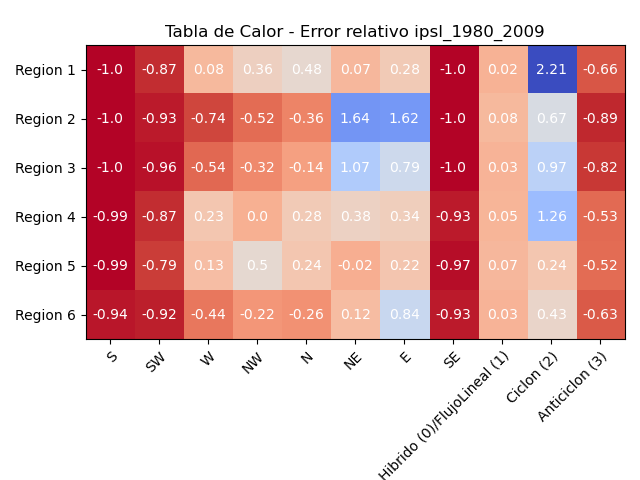 Tabla de Calor - Error relativo ipsl_1980_2009
Region 1 -1.0 -0.87 0.08 0.36 0.48 0.07 0.28 -1.0 0.02 2.21 -0.66
Region 2 -1.0 -0.93 -0.74 -0.52 -0.36 1.64 1.62 -1.0 0.08 0.67 -0.89
Region 3 -1.0 -0.96 -0.54 -0.32 -0.14 1.07 0.79 -1.0 0.03 0.97 -0.82
Region 4 -0.99 -0.87 0.23 0.0 0.28 0.38 0.34 -0.93 0.05 1.26 -0.53
Region 5 -0.99 -0.79 0.13 0.5 0.24 -0.02 0.22 -0.97 0.07 0.24 -0.52
Region 6 -0.94 -0.92 -0.44 -0.22 -0.26 0.12 0.84 -0.93 0.03 0.43 -0.63
S SW W NW N NE E SE Hibrido (0)/FlujoLineal (1) Ciclon (2) Anticiclon (3)